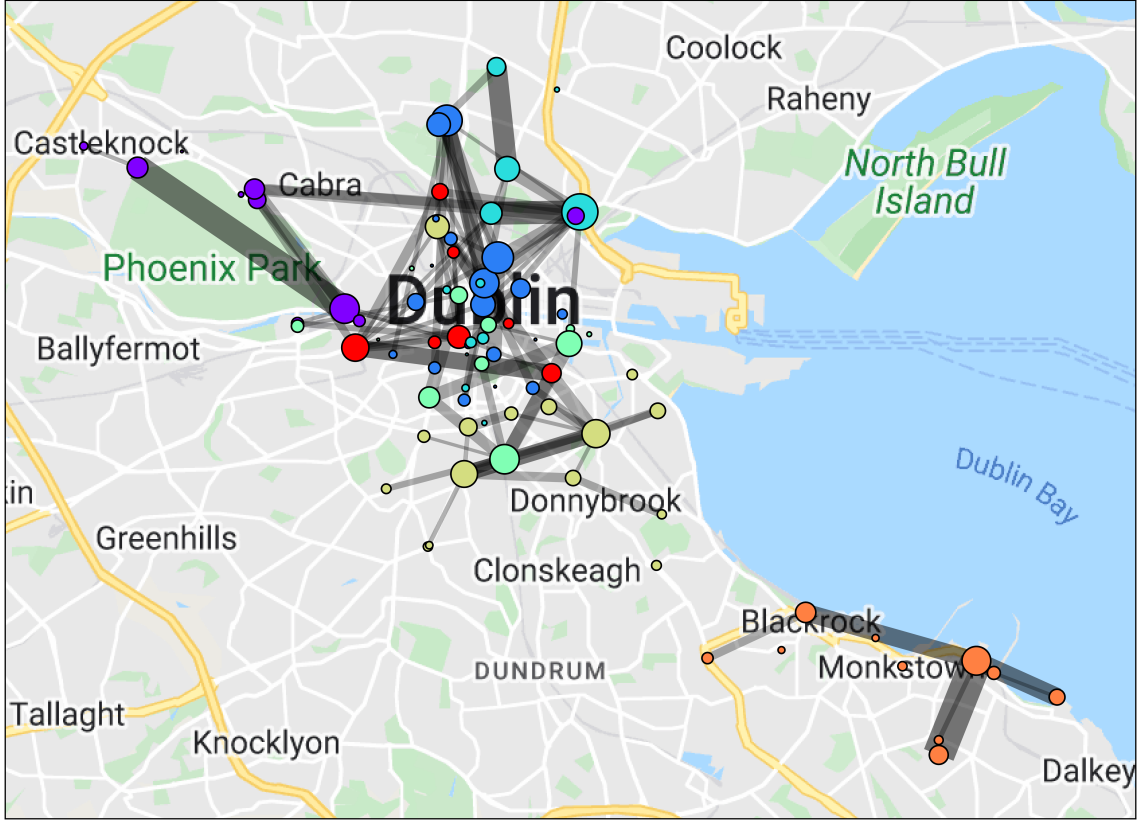 Coolock
Raheny
Castleknock
North Bull
Island
Cabra
Phoenix Park
Dublin
Ballyfermot
Dublin Bay
kin
Donnybrook
Greenhills
Clonskeagh
Blackrock
DUNDRUM
Monkstown
Tallaght
Knocklyon
Dalkey